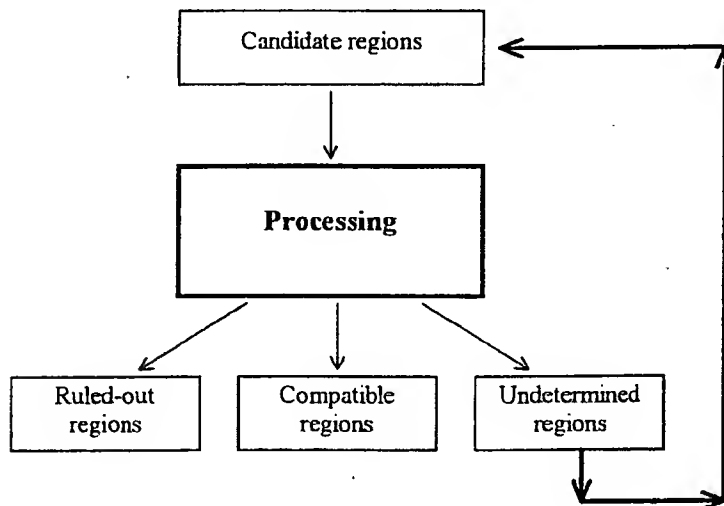 Candidate regions
Processing
Ruled-out
regions
Compatible
regions
Undetermined
regions